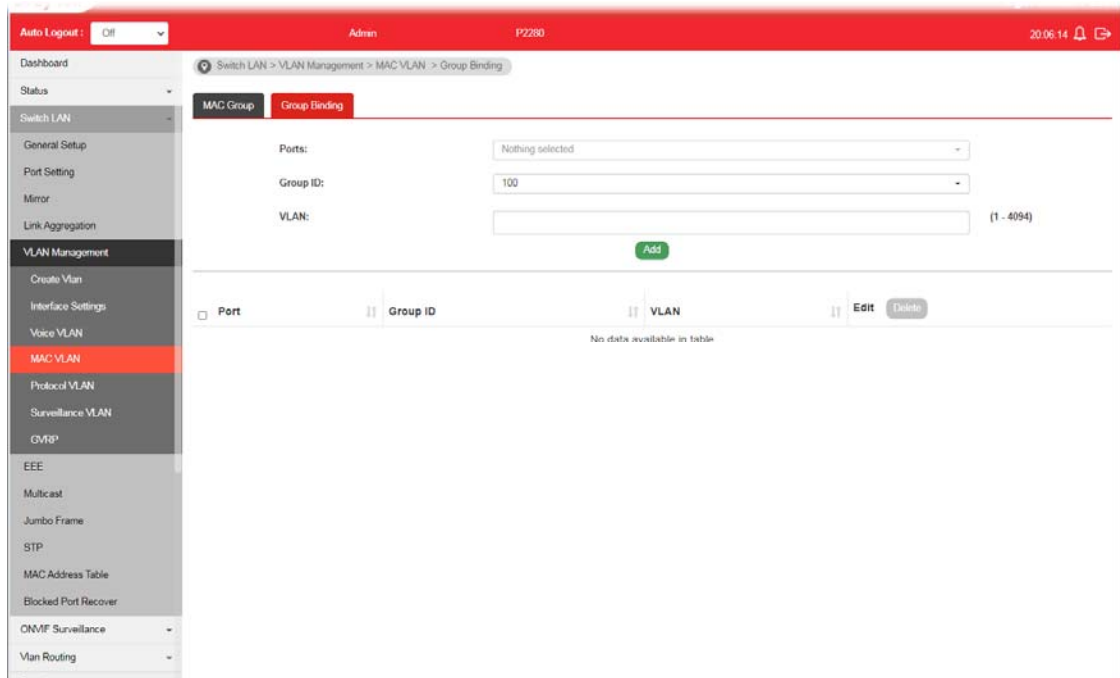 Auto Logout : Off Admin P2280 20:06:14
Dashboard
Status
Switch LAN
General Setup
Port Setting
Mirror
Link Aggregation
VLAN Management
Create Vlan
Interface Settings
Voice VLAN
MAC VLAN
Protocol VLAN
Surveillance VLAN
GVRP
EEE
Multicast
Jumbo Frame
STP
MAC Address Table
Blocked Port Recover
ONVIF Surveillance
Vlan Routing
Switch LAN > VLAN Management > MAC VLAN > Group Binding
MAC Group Group Binding
Ports: Nothing selected
Group ID: 100
VLAN: (1 - 4094)
Add
Port Group ID VLAN Edit Delete
No data available in table